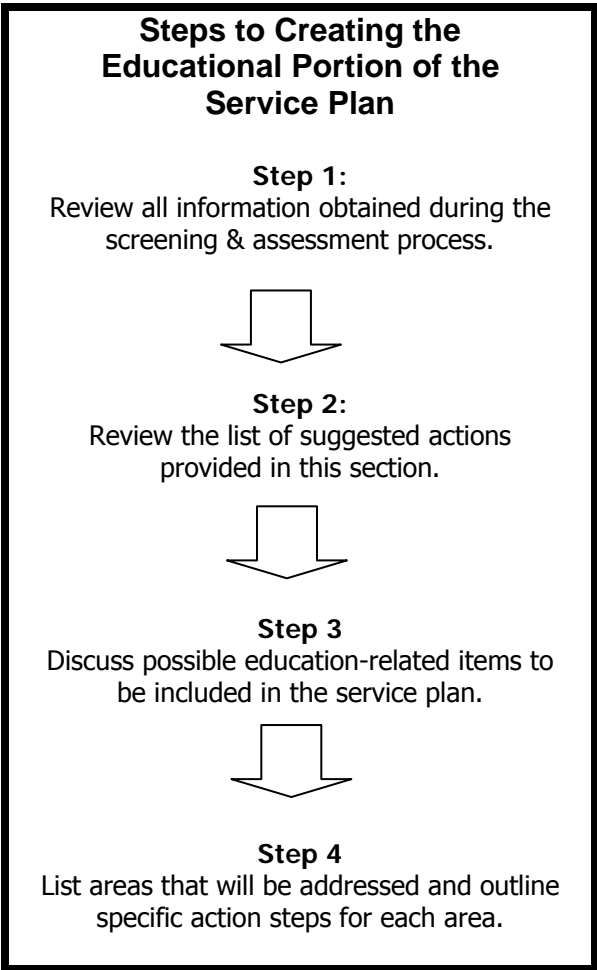 Steps to Creating the
Educational Portion of the
Service Plan
Step 1:
Review all information obtained during the
screening & assessment process.
Step 2:
Review the list of suggested actions
provided in this section.
Step 3
Discuss possible education-related items to
be included in the service plan.
Step 4
List areas that will be addressed and outline
specific action steps for each area.